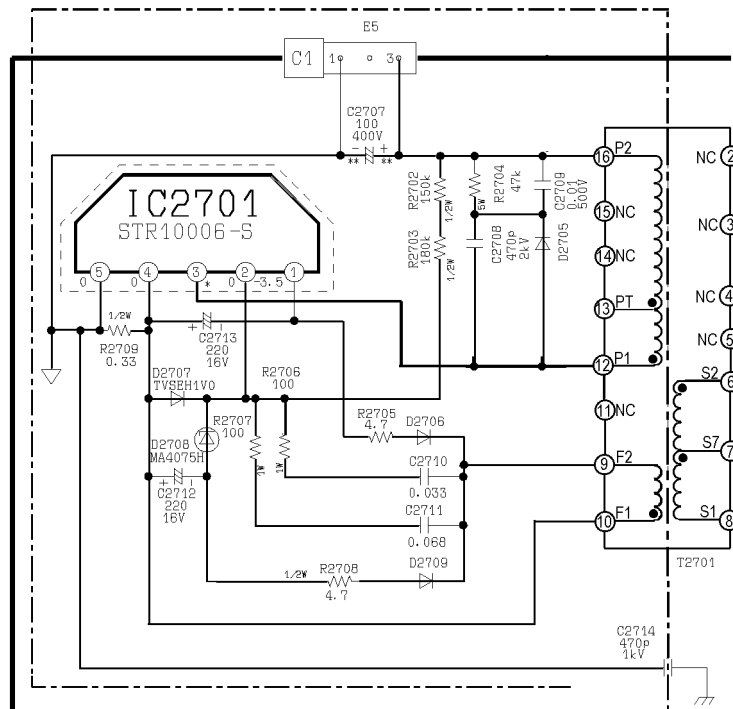 E5
C1 1 3
C2707
100
400V
- +
** **
IC2701
STR10006-S
5 4 3 2 1
0 0 * 0 -3.5
R2702
150k
1/2W
R2703
180k
1/2W
R2704
47k
5W
C2709
0.01
500V
C2708
470p
2kV
D2705
16 P2
15 NC
14 NC
13 PT
12 P1
11 NC
9 F2
10 F1
NC 2
NC 3
NC 4
NC 5
S2 6
S7 7
S1 8
T2701
1/2W
R2709
0.33
+ -
C2713
220
16V
D2707
TVSEH1V0
R2706
100
1W
R2707
100
1W
D2708
MA4075H
+ -
C2712
220
16V
R2705
4.7
D2706
C2710
0.033
C2711
0.068
1/2W
R2708
4.7
D2709
C2714
470p
1kV